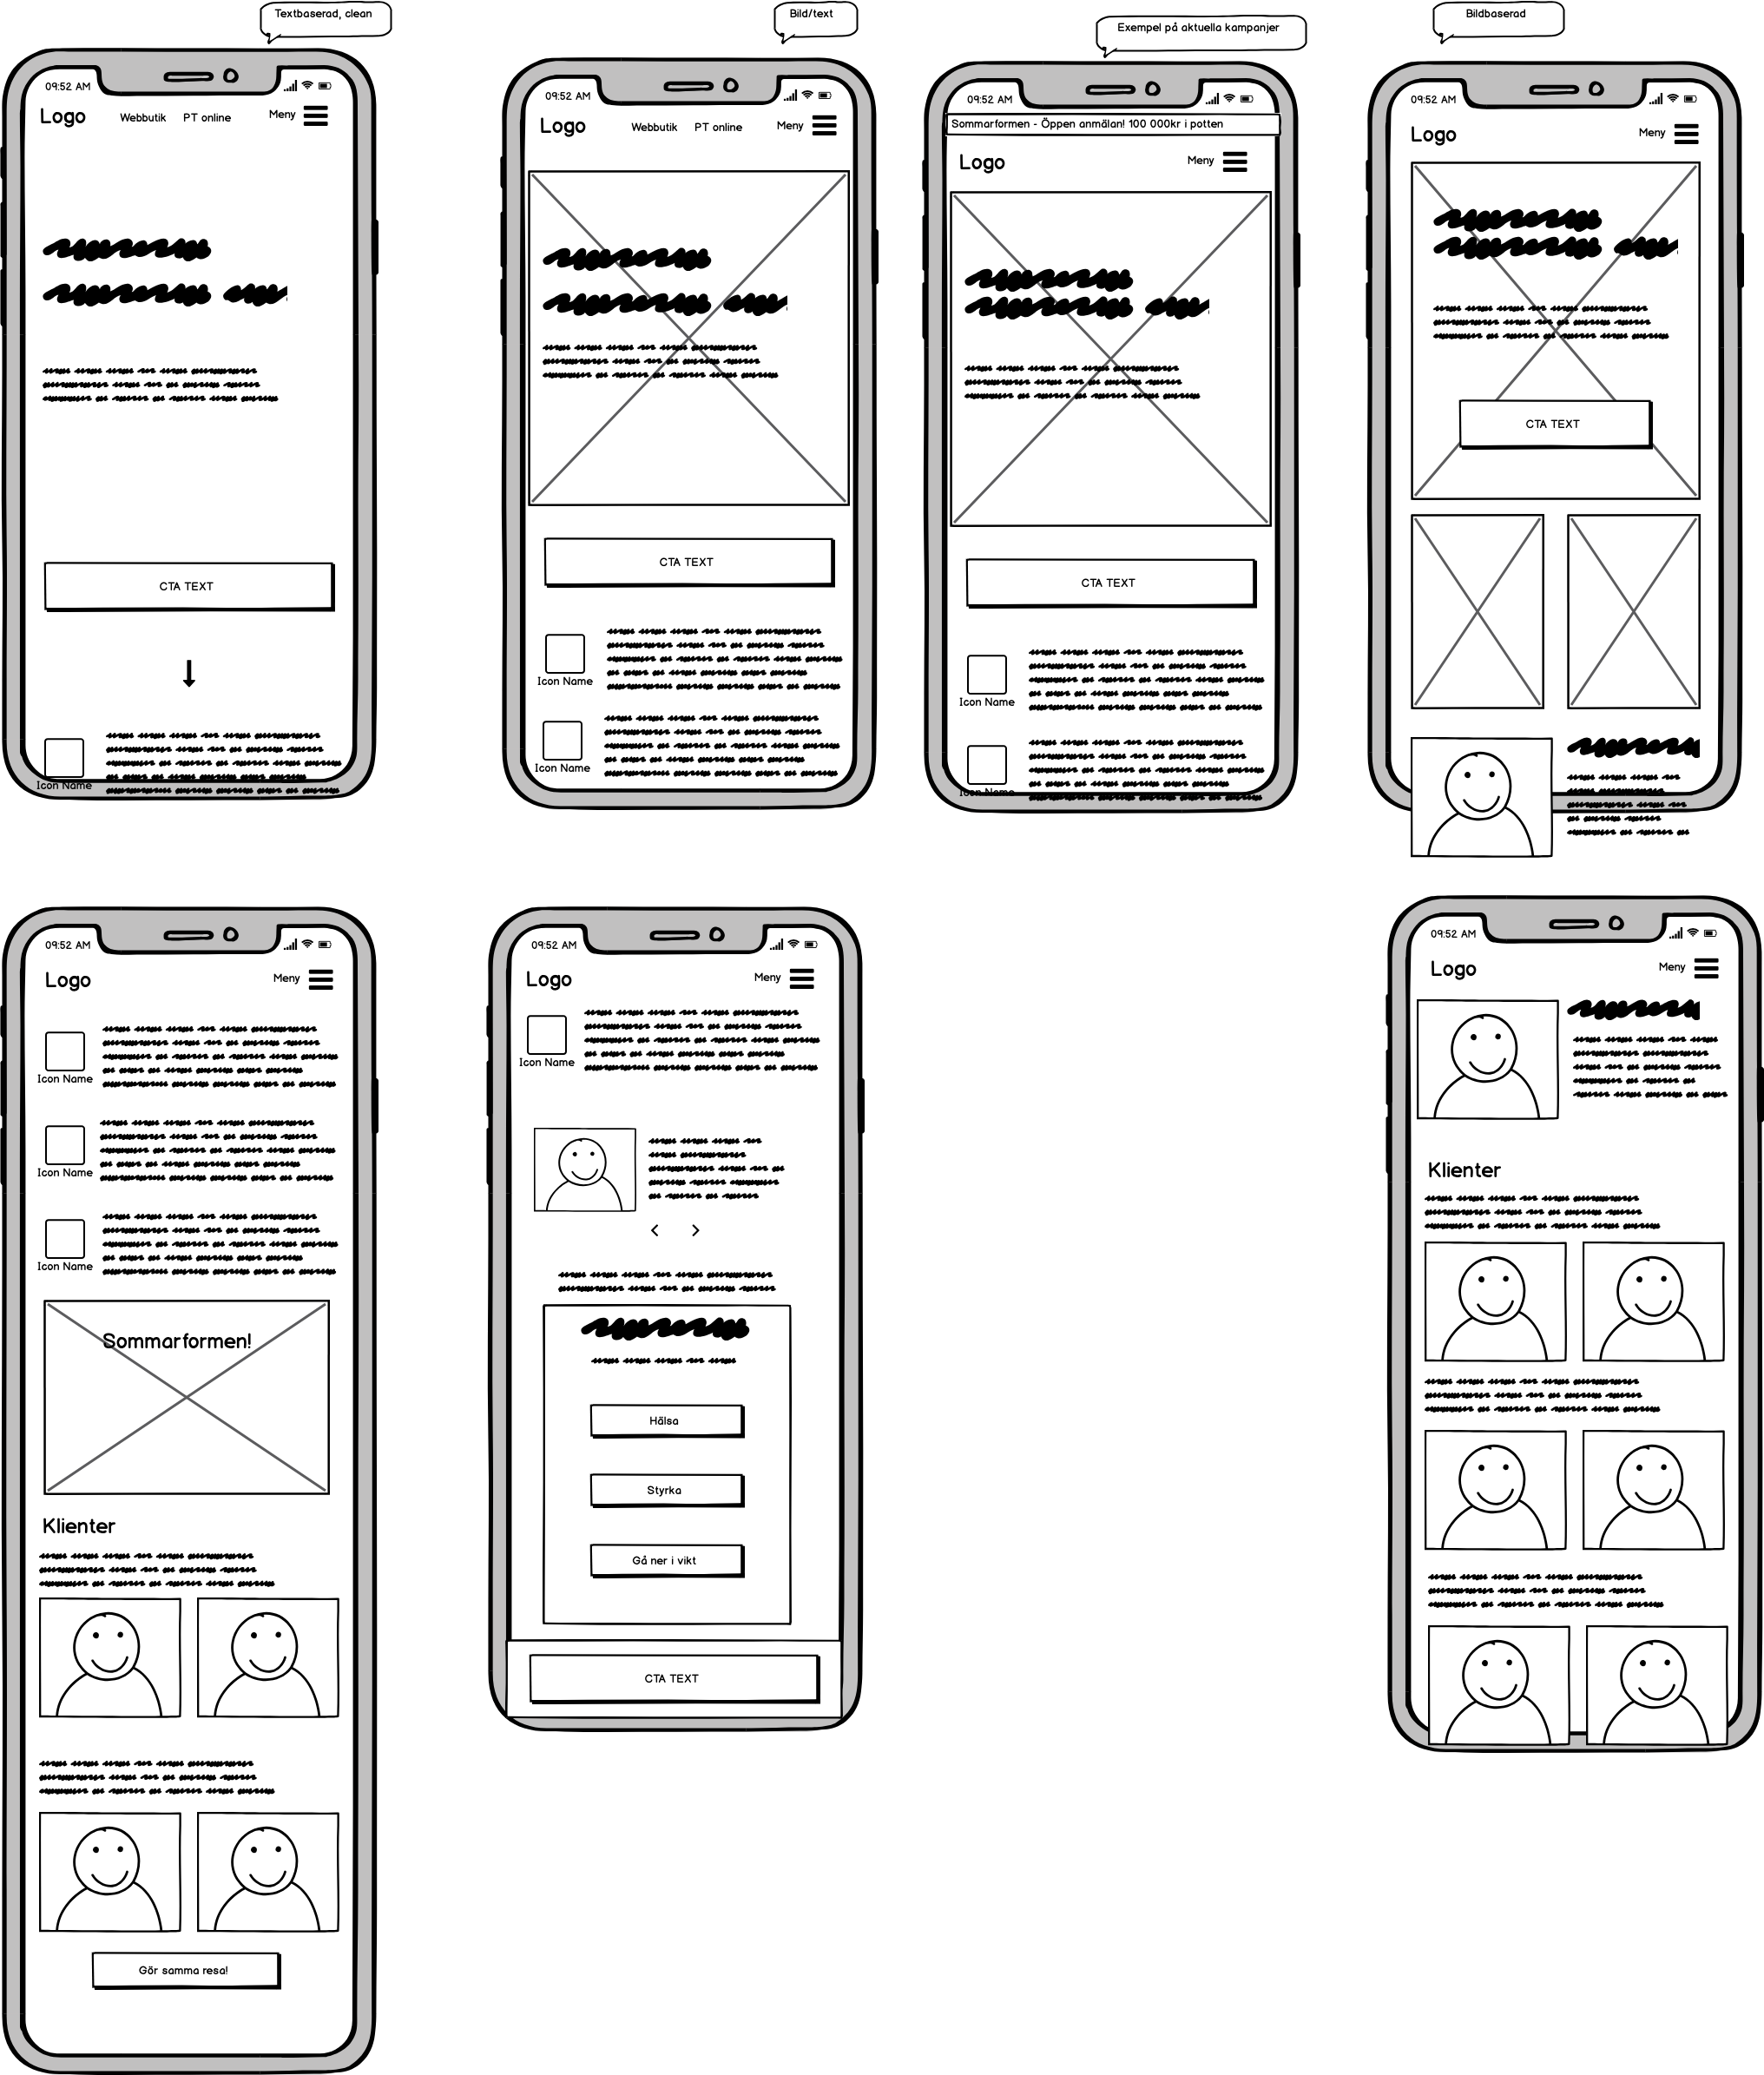 Textbaserad, clean
Bild/text
Exempel på aktuella kampanjer
Bildbaserad
09:52 AM
Logo
Webbutik
PT online
Meny
CTA TEXT
Icon Name
09:52 AM
Logo
Webbutik
PT online
Meny
CTA TEXT
Icon Name
Icon Name
09:52 AM
Sommarformen - Öppen anmälan! 100 000kr i potten
Logo
Meny
CTA TEXT
Icon Name
Icon Name
09:52 AM
Logo
Meny
CTA TEXT
09:52 AM
Logo
Meny
Icon Name
Icon Name
Icon Name
Sommarformen!
Klienter
Gör samma resa!
09:52 AM
Logo
Meny
Icon Name
Hälsa
Styrka
Gå ner i vikt
CTA TEXT
09:52 AM
Logo
Meny
Klienter